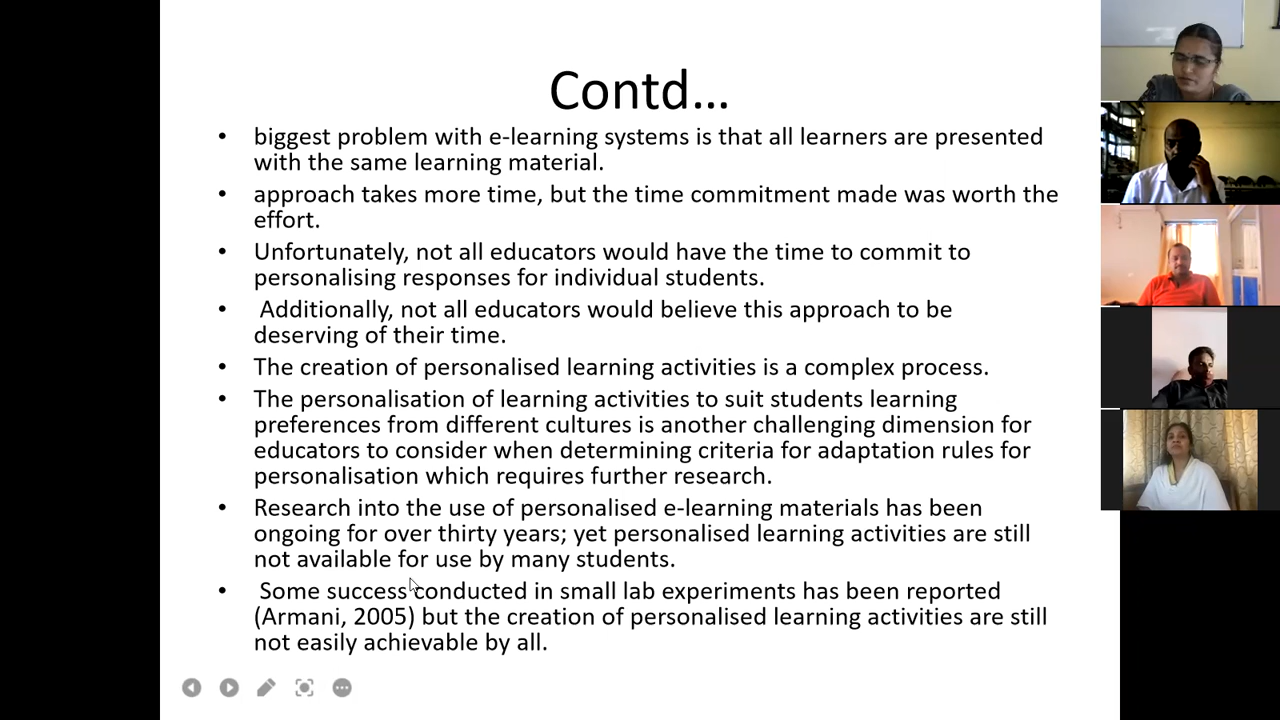 Contd...
• biggest problem with e-learning systems is that all learners are presented
with the same learning material.
• approach takes more time, but the time commitment made was worth the
effort.
• Unfortunately, not all educators would have the time to commit to
personalising responses for individual students.
• Additionally, not all educators would believe this approach to be
deserving of their time.
• The creation of personalised learning activities is a complex process.
• The personalisation of learning activities to suit students learning
preferences from different cultures is another challenging dimension for
educators to consider when determining criteria for adaptation rules for
personalisation which requires further research.
• Research into the use of personalised e-learning materials has been
ongoing for over thirty years; yet personalised learning activities are still
not available for use by many students.
• Some success conducted in small lab experiments has been reported
(Armani, 2005) but the creation of personalised learning activities are still
not easily achievable by all.